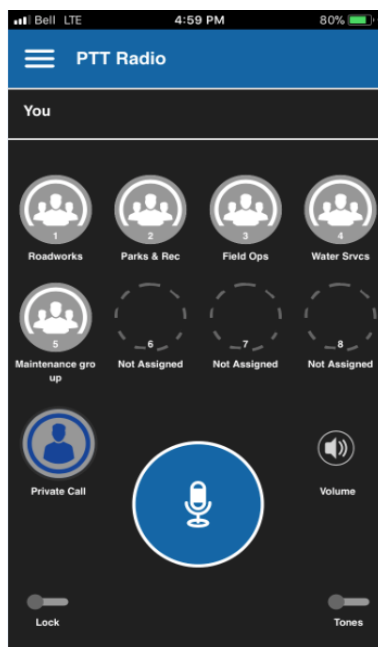 Bell LTE 4:59 PM 80%
PTT Radio
You
1 2 3 4
Roadworks Parks & Rec Field Ops Water Srvcs
5 6 7 8
Maintenance gro Not Assigned Not Assigned Not Assigned
up
Private Call Volume
Lock Tones